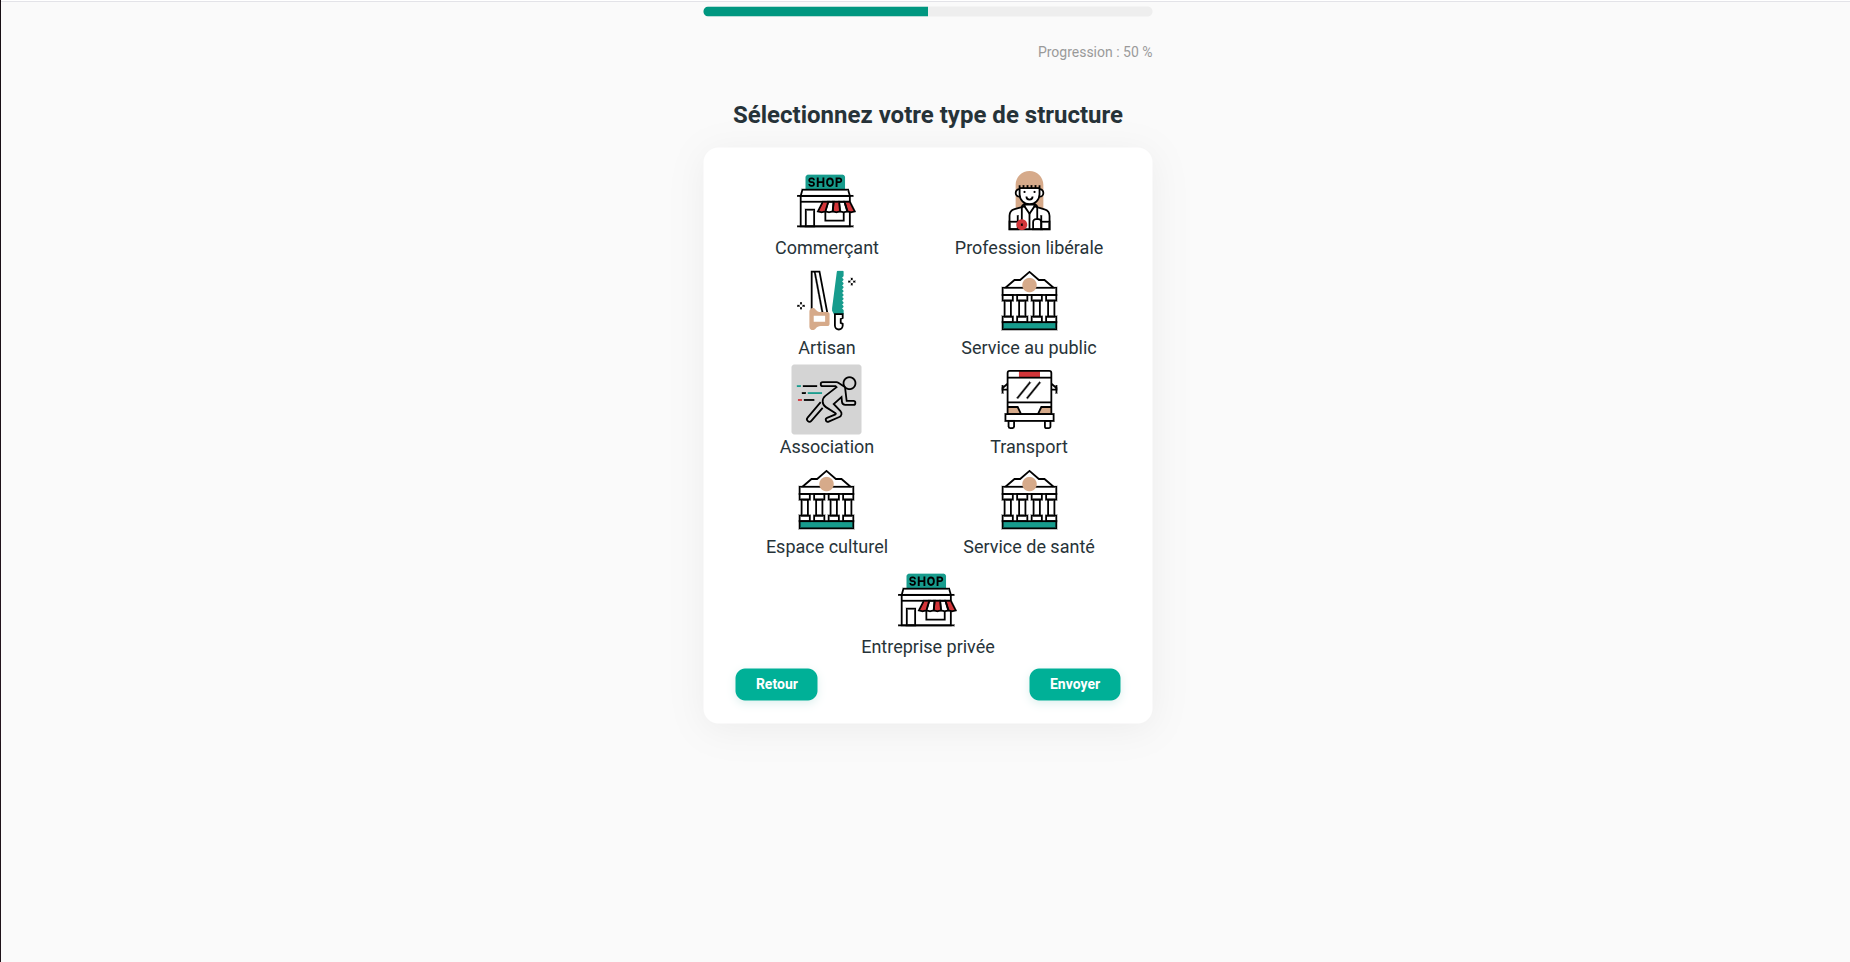 Progression : 50 %
Sélectionnez votre type de structure
SHOP
Commerçant
Profession libérale
Artisan
Service au public
Association
Transport
Espace culturel
Service de santé
SHOP
Entreprise privée
Retour
Envoyer